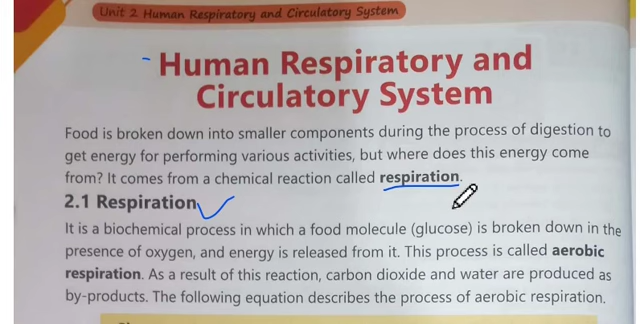 Unit 2 Human Respiratory and Circulatory System
Human Respiratory and
Circulatory System
Food is broken down into smaller components during the process of digestion to
get energy for performing various activities, but where does this energy come
from? It comes from a chemical reaction called respiration.
2.1 Respiration
It is a biochemical process in which a food molecule (glucose) is broken down in the
presence of oxygen, and energy is released from it. This process is called aerobic
respiration. As a result of this reaction, carbon dioxide and water are produced as
by-products. The following equation describes the process of aerobic respiration.